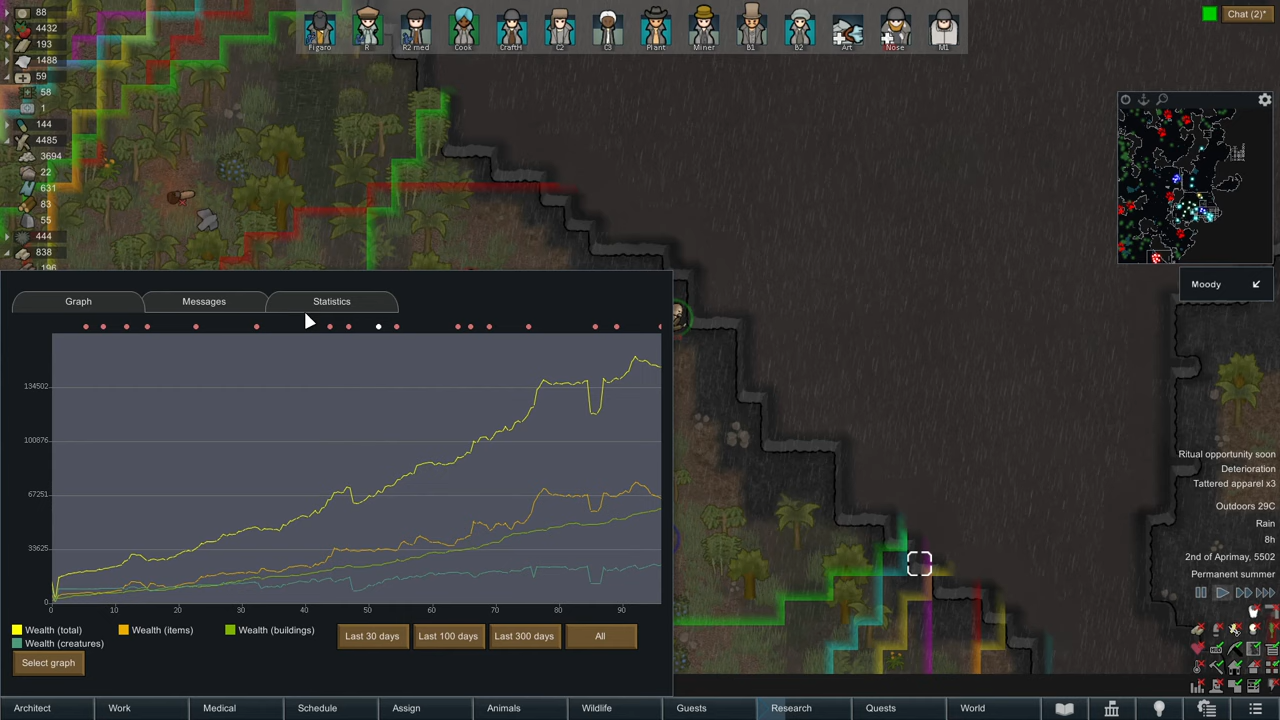 88
4432
193
1488
59
58
1
144
4485
3694
22
631
83
55
444
838
196
Figaro R R2 med Cook CraftH C2 C3 Plant Miner B1 B2 Art Nose M1
Chat (2)*
Moody
Graph Messages Statistics
134502
100876
67251
33625
0
0 10 20 30 40 50 60 70 80 90
Wealth (total) Wealth (items) Wealth (buildings)
Wealth (creatures)
Last 30 days Last 100 days Last 300 days All
Select graph
Ritual opportunity soon
Deterioration
Tattered apparel x3
Outdoors 29C
Rain
8h
2nd of Aprimay, 5502
Permanent summer
Architect Work Medical Schedule Assign Animals Wildlife Guests Research Quests World